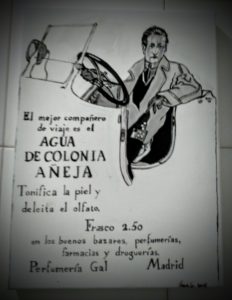 El mejor compañero
de viaje es el
AGUA
DE COLONIA
AÑEJA
Tonifica la piel y
deleita el olfato.
Frasco 2.50
en los buenos bazares, perfumerías,
farmacias y droguerías.
Perfumería Gal Madrid